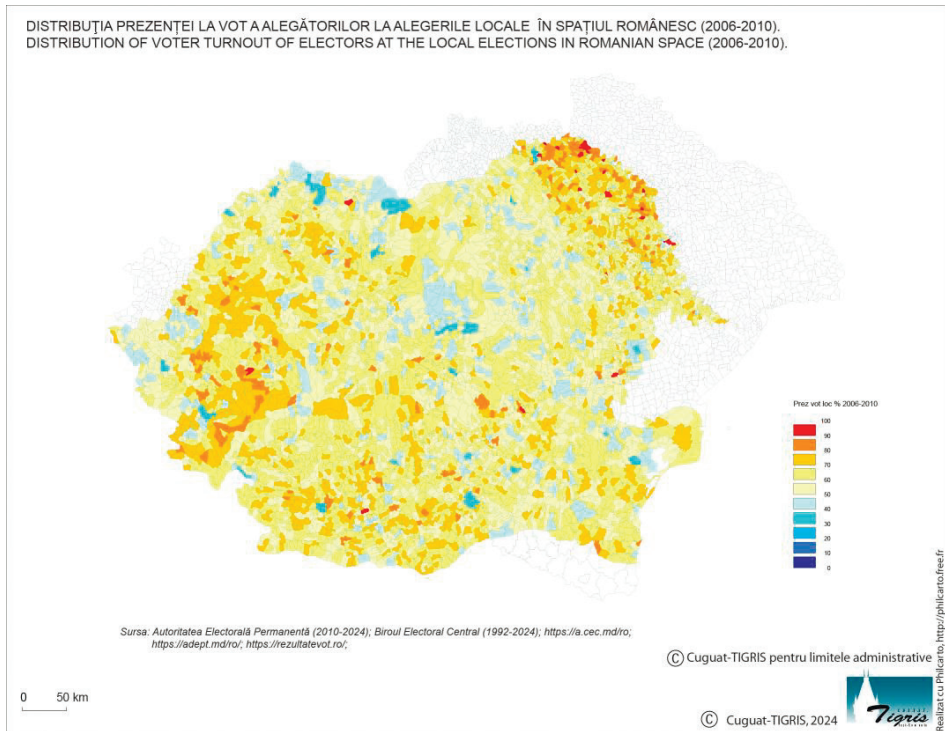 DISTRIBUȚIA PREZENȚEI LA VOT A ALEGĂTORILOR LA ALEGERILE LOCALE ÎN SPAȚIUL ROMÂNESC (2006-2010).
DISTRIBUTION OF VOTER TURNOUT OF ELECTORS AT THE LOCAL ELECTIONS IN ROMANIAN SPACE (2006-2010).
Prez vot loc % 2006-2010
100
90
80
70
60
50
40
30
20
10
0
Sursa: Autoritatea Electorală Permanentă (2010-2024); Biroul Electoral Central (1992-2024); https://a.cec.md/ro;
https://adept.md/ro/; https://rezultatevot.ro/;
© Cuguat-TIGRIS pentru limitele administrative
0 50 km
Tigris
© Cuguat-TIGRIS, 2024
Realizat cu Philcarto, http://philcarto.free.fr